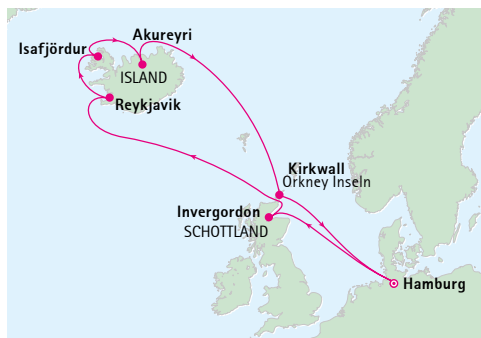 Akureyri
Isafjördur
ISLAND
Reykjavik
Kirkwall
Orkney Inseln
Invergordon
SCHOTTLAND
Hamburg